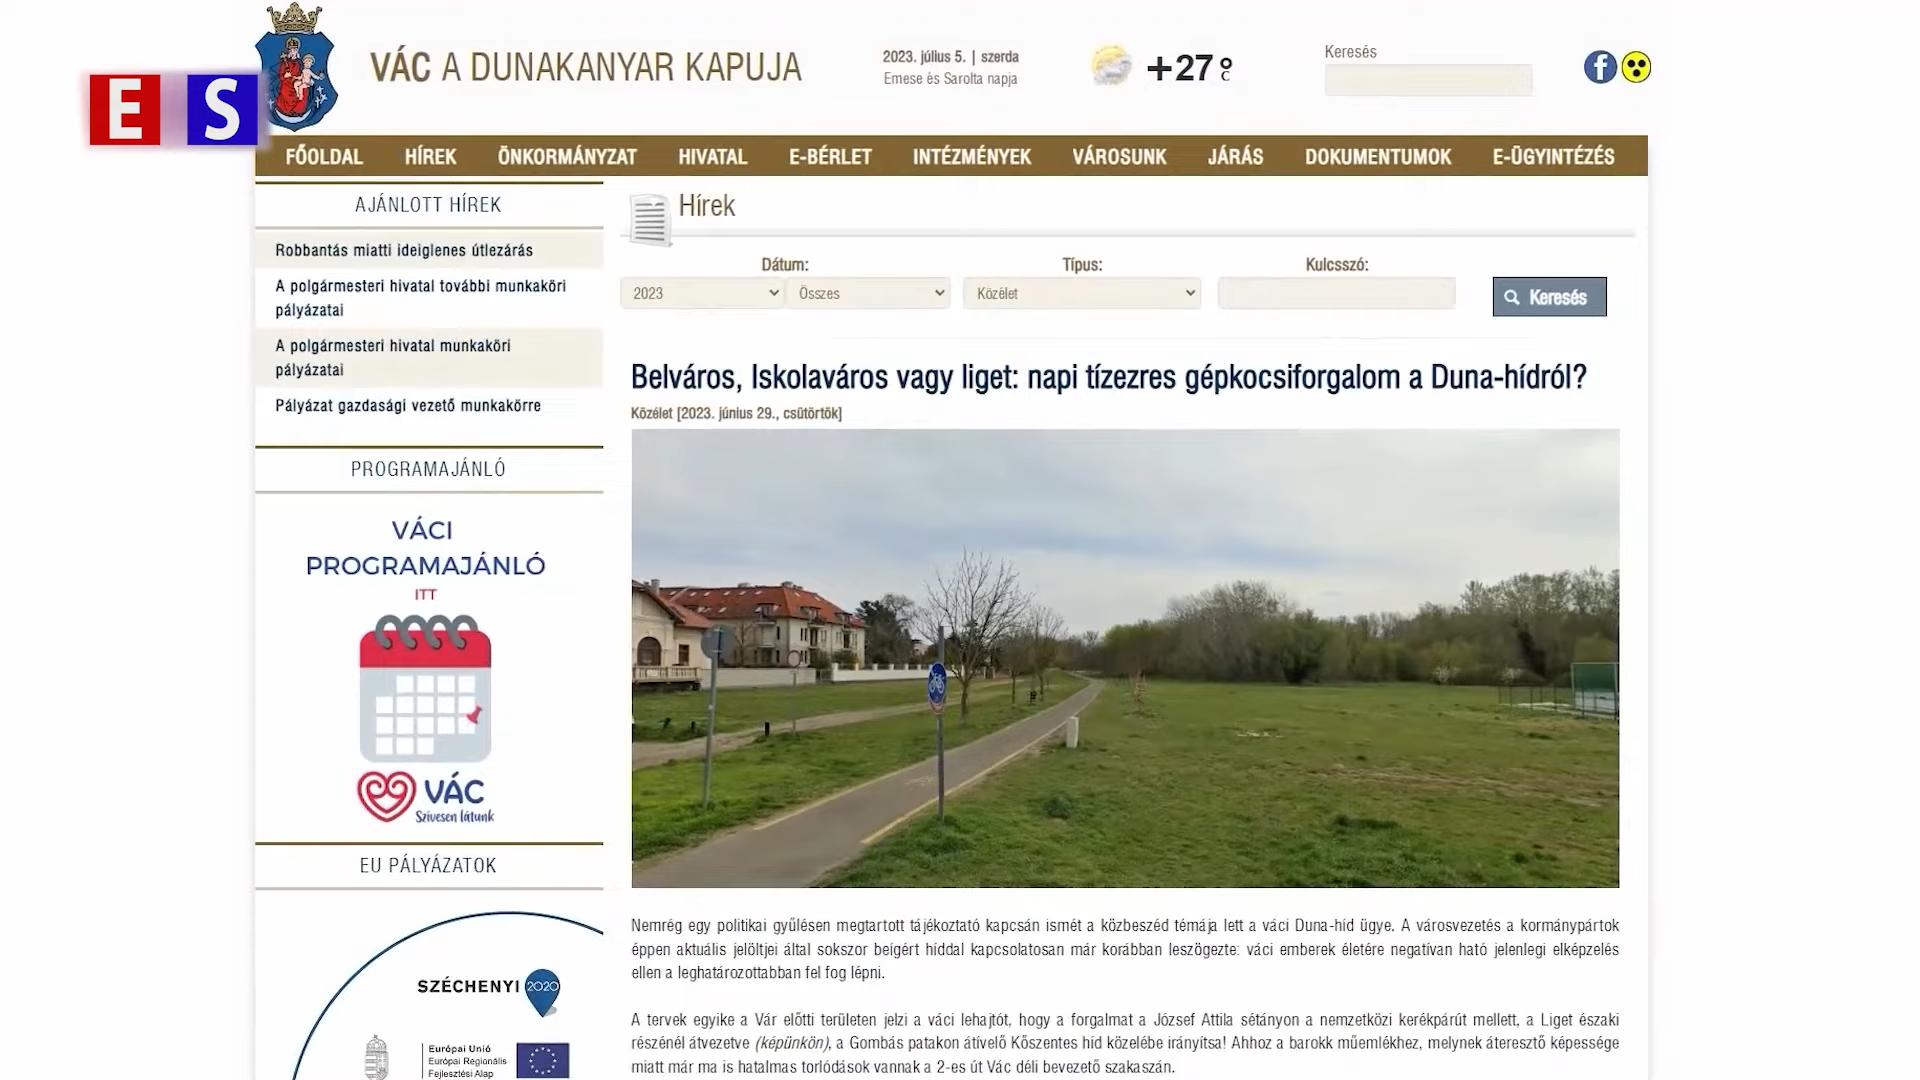 VÁC A DUNAKANYAR KAPUJA
2023. július 5. | szerda
Emese és Sarolta napja
+27 °C
Keresés
E S
FŐOLDAL HÍREK ÖNKORMÁNYZAT HIVATAL E-BÉRLET INTÉZMÉNYEK VÁROSUNK JÁRÁS DOKUMENTUMOK E-ÜGYINTÉZÉS
AJÁNLOTT HÍREK
Robbantás miatti ideiglenes útlezárás
A polgármesteri hivatal további munkaköri
pályázatai
A polgármesteri hivatal munkaköri
pályázatai
Pályázat gazdasági vezető munkakörre
PROGRAMAJÁNLÓ
VÁCI
PROGRAMAJÁNLÓ
ITT
VÁC
Szívesen látunk
EU PÁLYÁZATOK
SZÉCHENYI 2020
Európai Unió
Európai Regionális
Fejlesztési Alap
Hírek
Dátum: Típus: Kulcsszó:
2023 Összes Közélet Keresés
Belváros, Iskolaváros vagy liget: napi tízezres gépkocsiforgalom a Duna-hídról?
Közélet [2023. június 29., csütörtök]
Nemrég egy politikai gyűlésen megtartott tájékoztató kapcsán ismét a közbeszéd témája lett a váci Duna-híd ügye. A városvezetés a kormánypártok
éppen aktuális jelöltjei által sokszor beígért híddal kapcsolatosan már korábban leszögezte: váci emberek életére negatívan ható jelenlegi elképzelés
ellen a leghatározottabban fel fog lépni.
A tervek egyike a Vár előtti területen jelzi a váci lehajtót, hogy a forgalmat a József Attila sétányon a nemzetközi kerékpárút mellett, a Liget északi
részénél átvezetve (képünkön), a Gombás patakon átívelő Kőszentes híd közelébe irányítsa! Ahhoz a barokk műemlékhez, melynek áteresztő képessége
miatt már ma is hatalmas torlódások vannak a 2-es út Vác déli bevezető szakaszán.